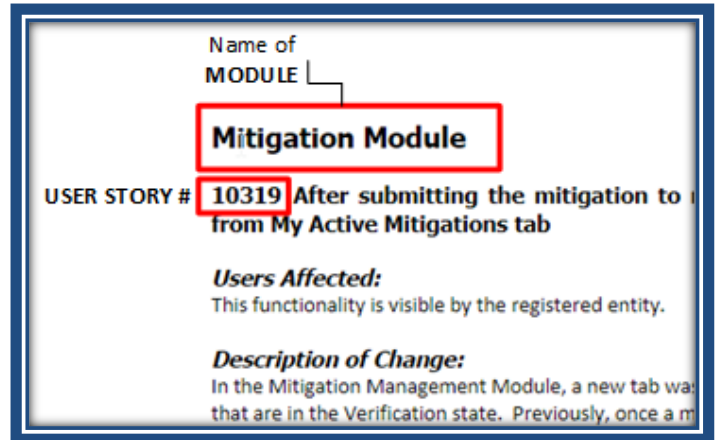 Name of
MODULE
Mitigation Module
USER STORY # 10319 After submitting the mitigation to
from My Active Mitigations tab
Users Affected:
This functionality is visible by the registered entity.
Description of Change:
In the Mitigation Management Module, a new tab was
that are in the Verification state. Previously, once a m